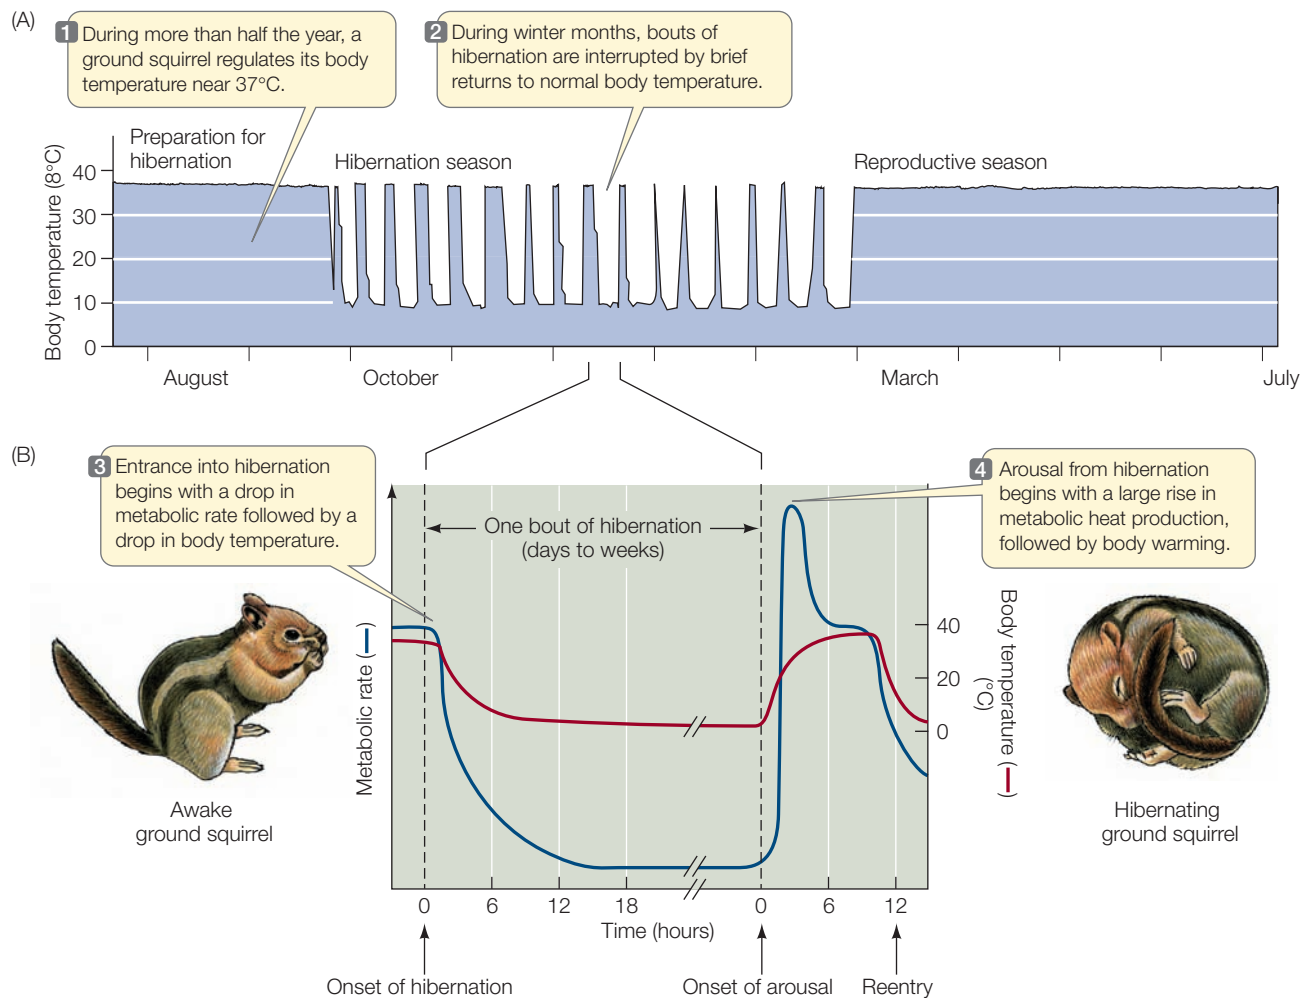 (A)
1 During more than half the year, a
ground squirrel regulates its body
temperature near 37°C.
2 During winter months, bouts of
hibernation are interrupted by brief
returns to normal body temperature.
Preparation for
hibernation
Hibernation season
Reproductive season
Body temperature (8°C)
40
30
20
10
0
August
October
March
July
(B)
3 Entrance into hibernation
begins with a drop in
metabolic rate followed by a
drop in body temperature.
4 Arousal from hibernation
begins with a large rise in
metabolic heat production,
followed by body warming.
One bout of hibernation
(days to weeks)
Metabolic rate (—)
Body temperature (—)
(°C)
40
20
0
Awake
ground squirrel
Hibernating
ground squirrel
0 6 12 18 0 6 12
Time (hours)
Onset of hibernation
Onset of arousal
Reentry